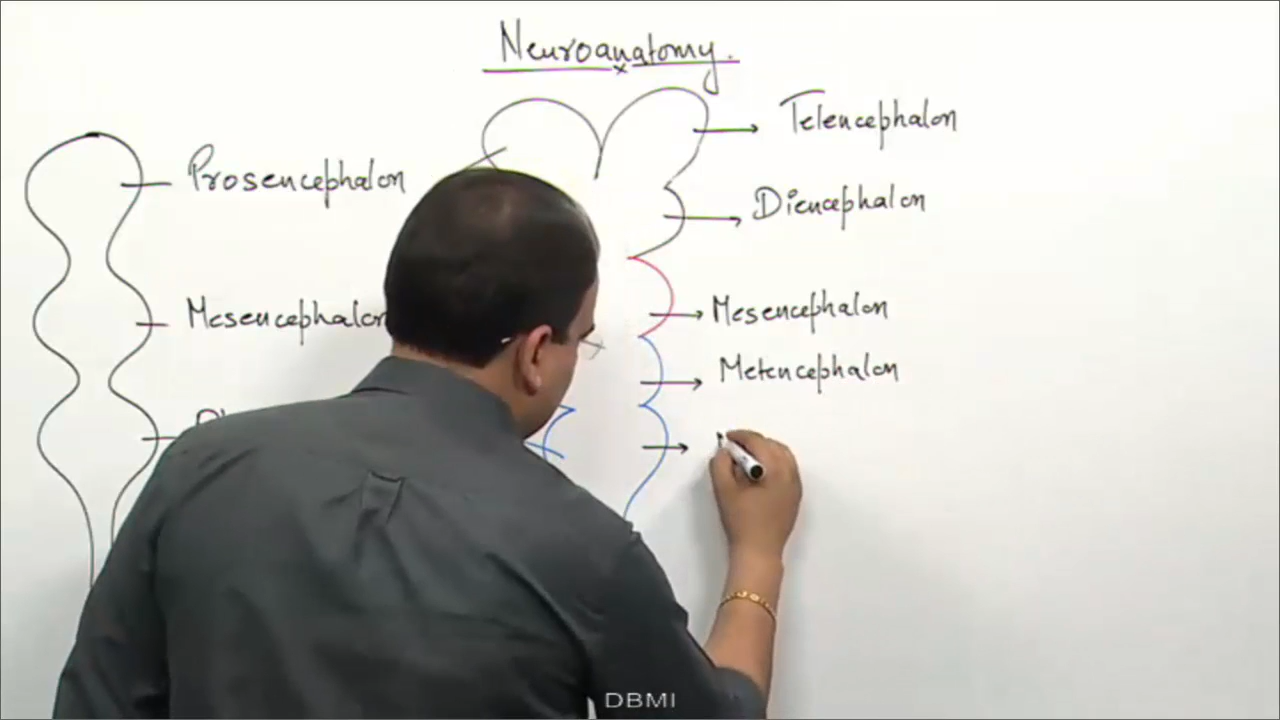 Neuroanatomy.
Telencephalon
Prosencephalon
Diencephalon
Mesencephalon
Mesencephalon
Metencephalon
DBMI